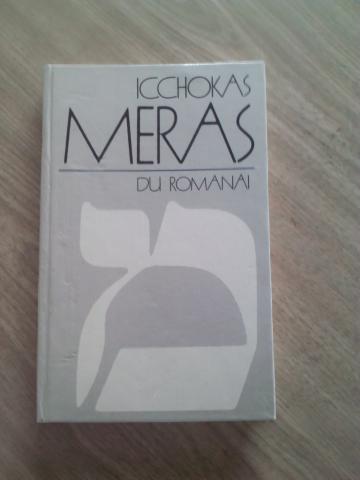 ICCHOKAS
MERAS
DU ROMANAI
מ